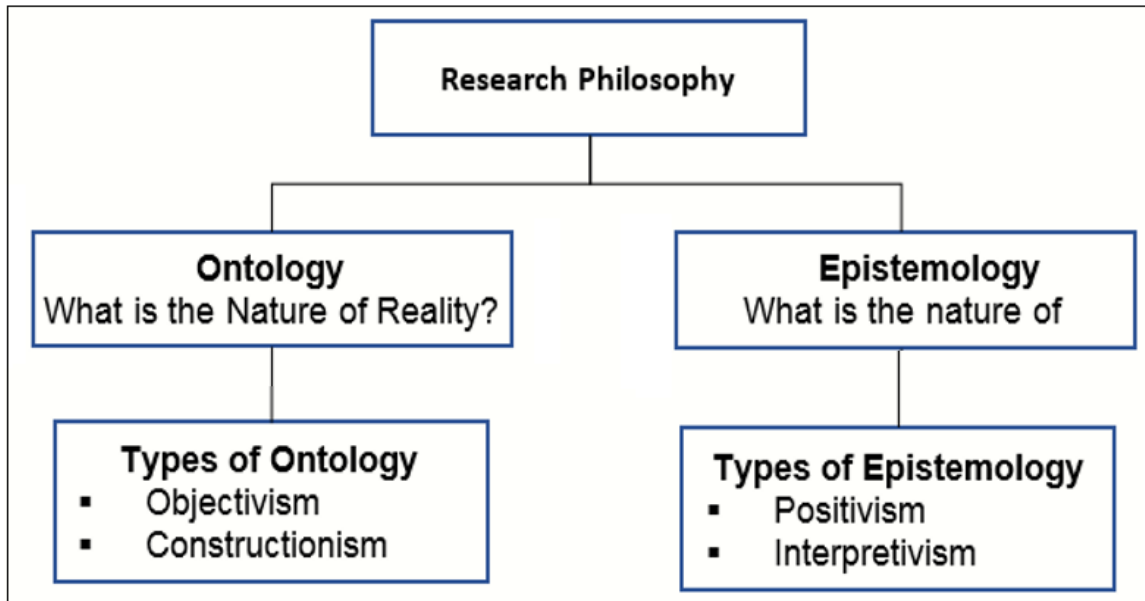 Research Philosophy
Ontology
What is the Nature of Reality?
Epistemology
What is the nature of
Types of Ontology
▪ Objectivism
▪ Constructionism
Types of Epistemology
▪ Positivism
▪ Interpretivism